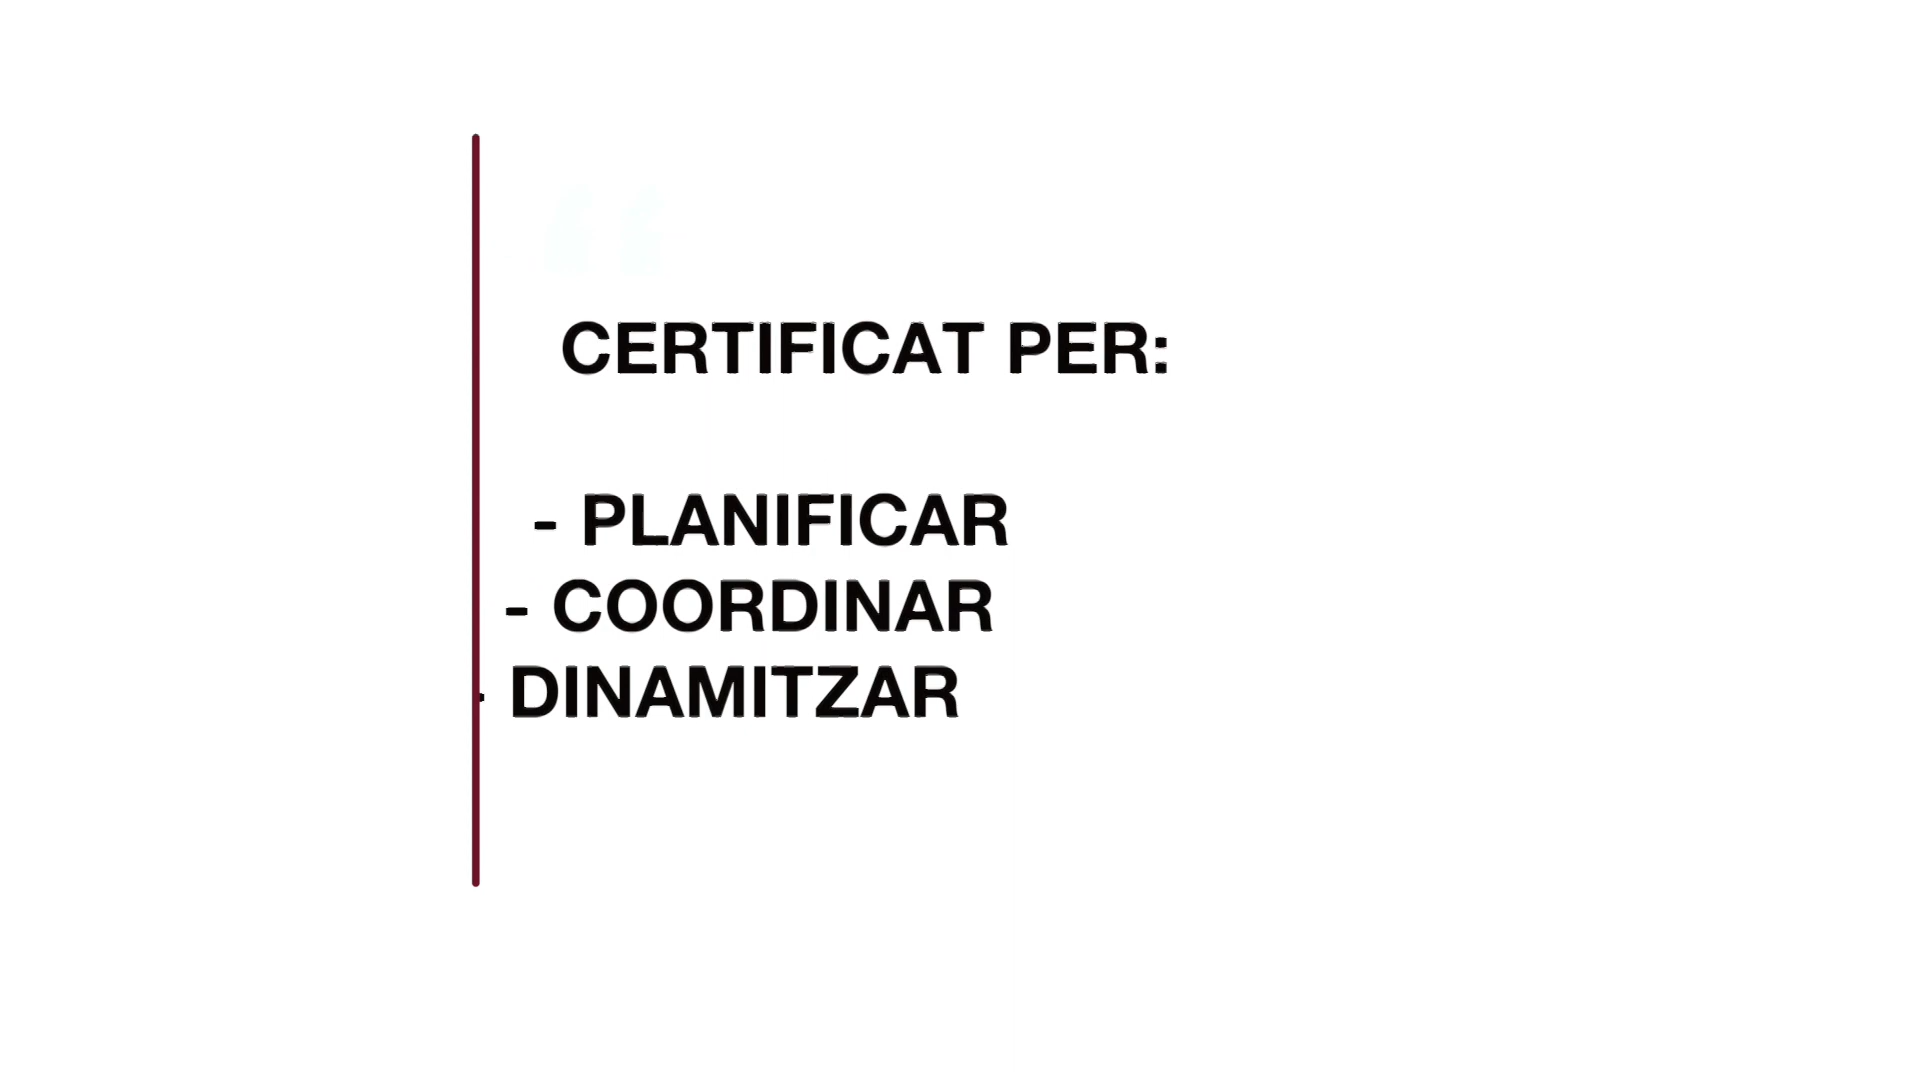 CERTIFICAT PER:
- PLANIFICAR
- COORDINAR
- DINAMITZAR